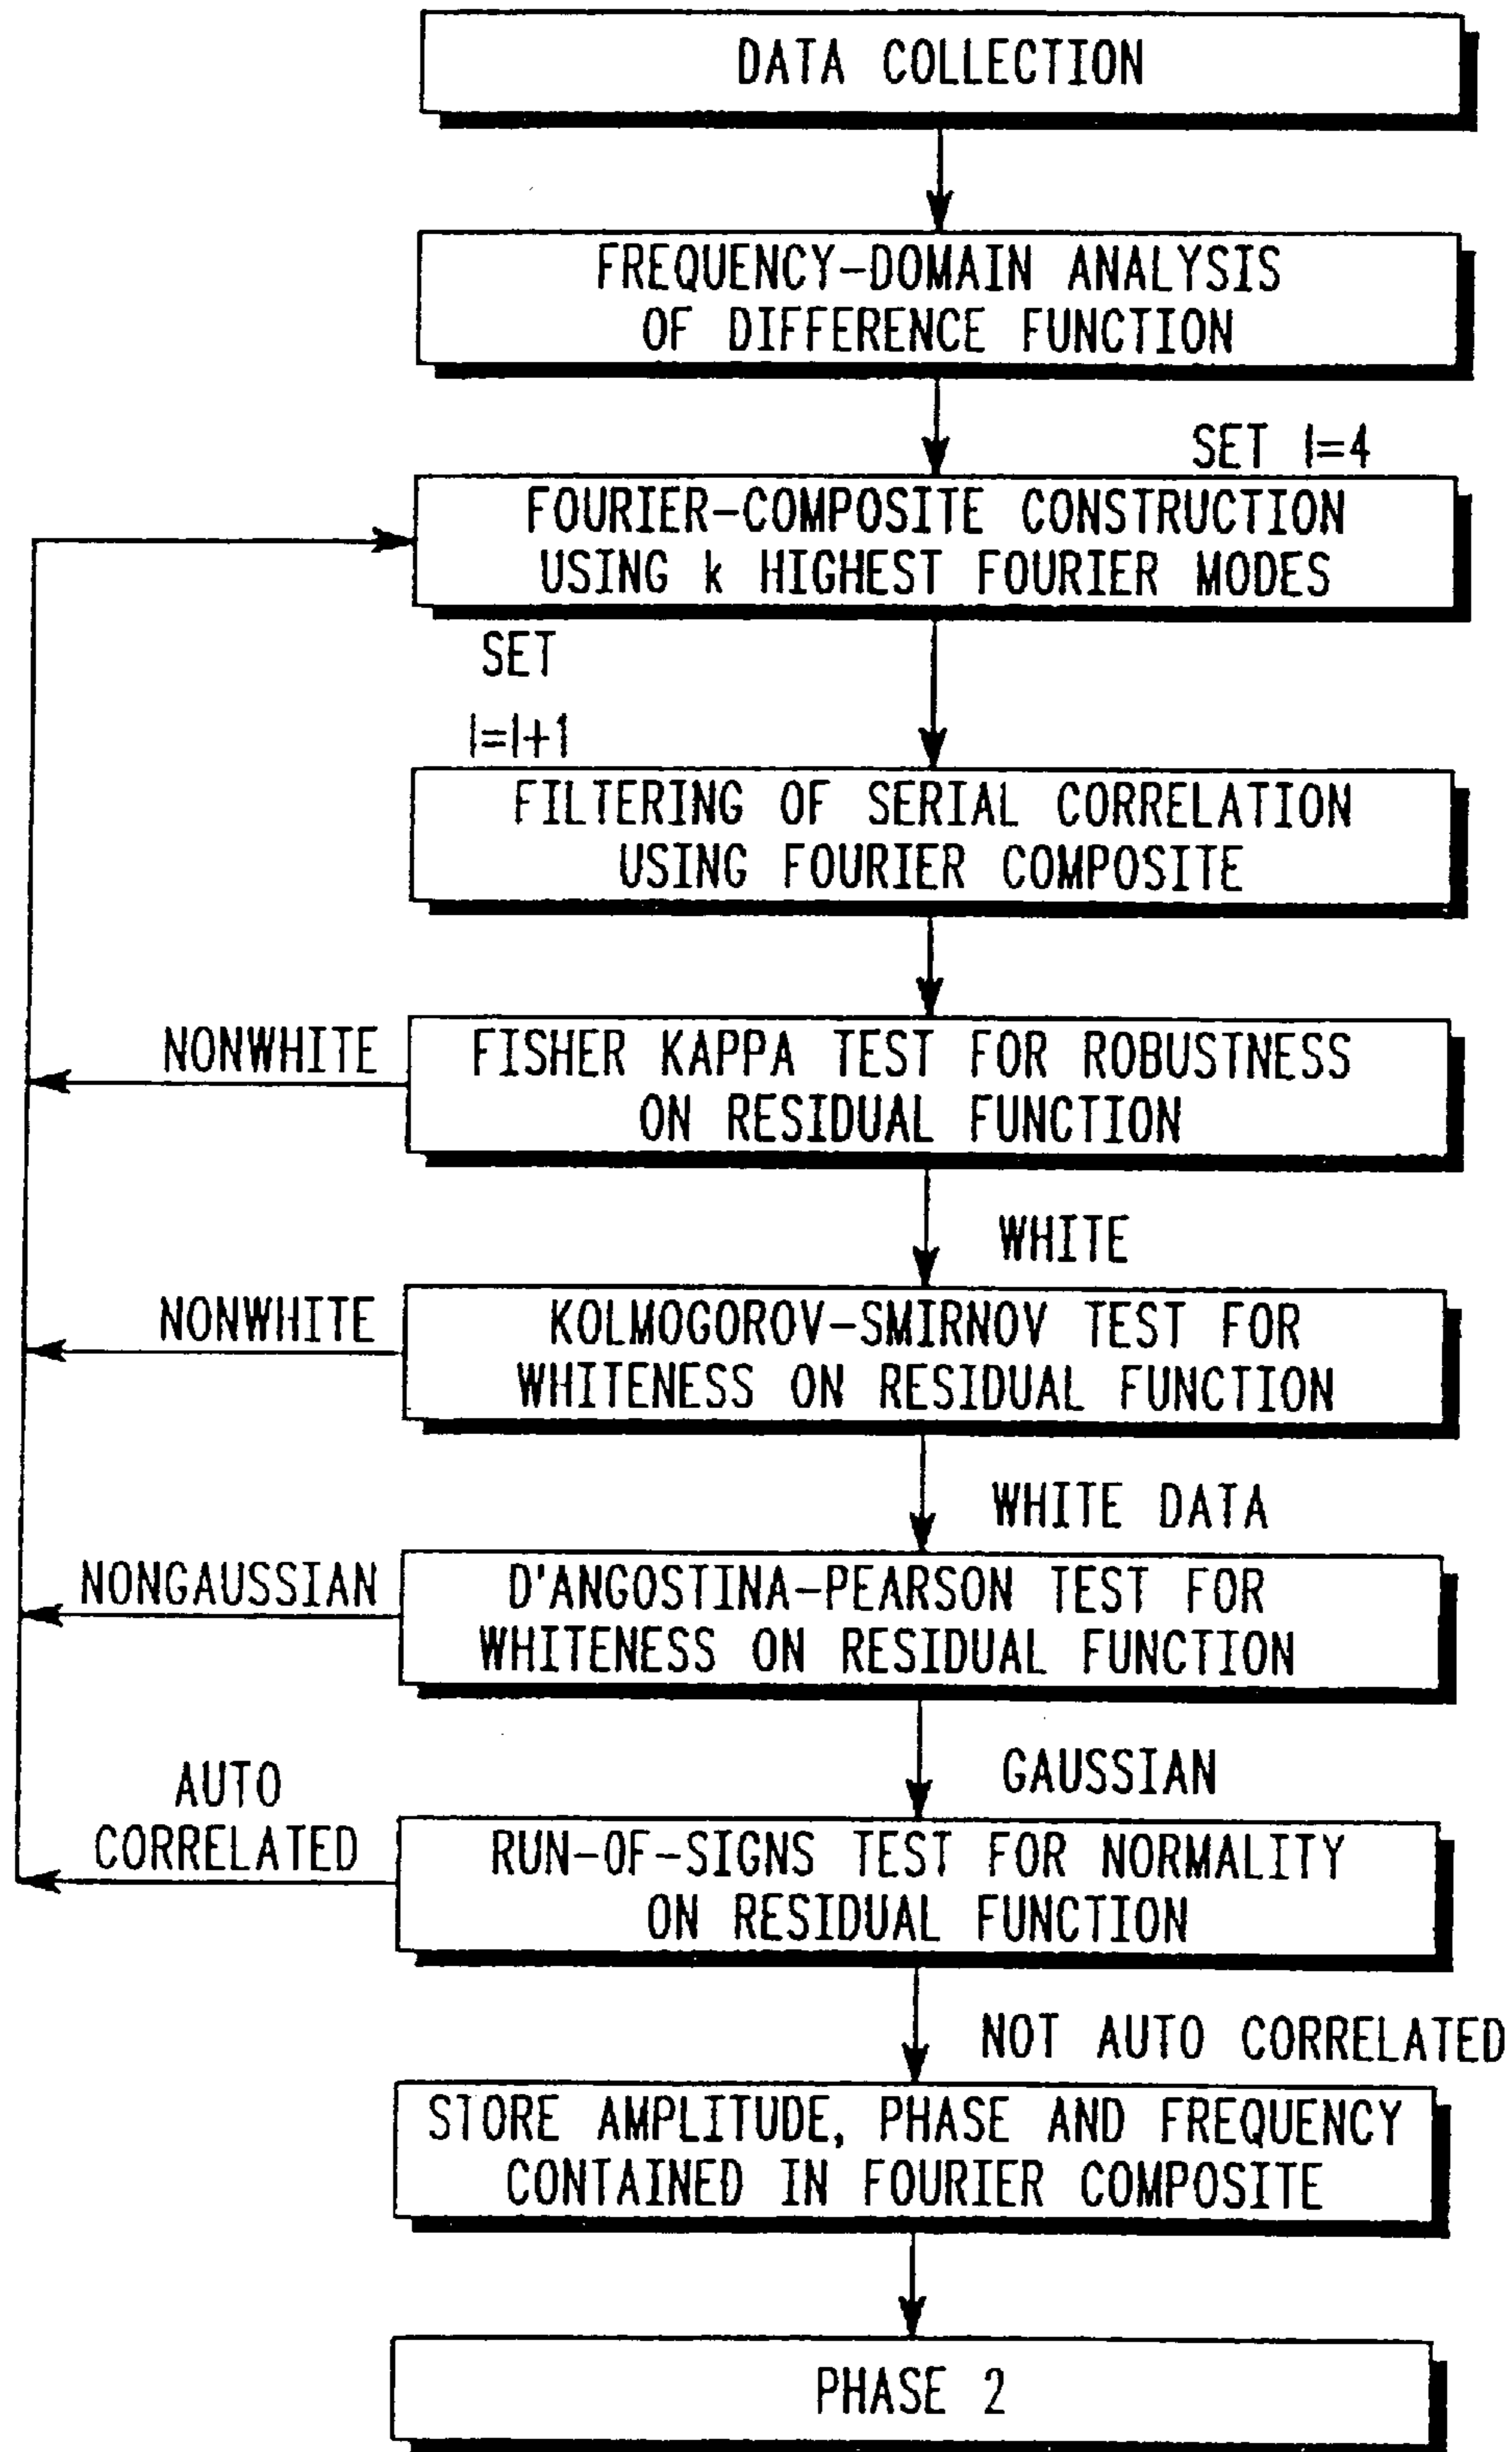 DATA COLLECTION
FREQUENCY-DOMAIN ANALYSIS
OF DIFFERENCE FUNCTION
SET l=4
FOURIER-COMPOSITE CONSTRUCTION
USING k HIGHEST FOURIER MODES
SET
l=l+1
FILTERING OF SERIAL CORRELATION
USING FOURIER COMPOSITE
NONWHITE
FISHER KAPPA TEST FOR ROBUSTNESS
ON RESIDUAL FUNCTION
WHITE
NONWHITE
KOLMOGOROV-SMIRNOV TEST FOR
WHITENESS ON RESIDUAL FUNCTION
WHITE DATA
NONGAUSSIAN
D'ANGOSTINA-PEARSON TEST FOR
WHITENESS ON RESIDUAL FUNCTION
GAUSSIAN
AUTO
CORRELATED
RUN-OF-SIGNS TEST FOR NORMALITY
ON RESIDUAL FUNCTION
NOT AUTO CORRELATED
STORE AMPLITUDE, PHASE AND FREQUENCY
CONTAINED IN FOURIER COMPOSITE
PHASE 2